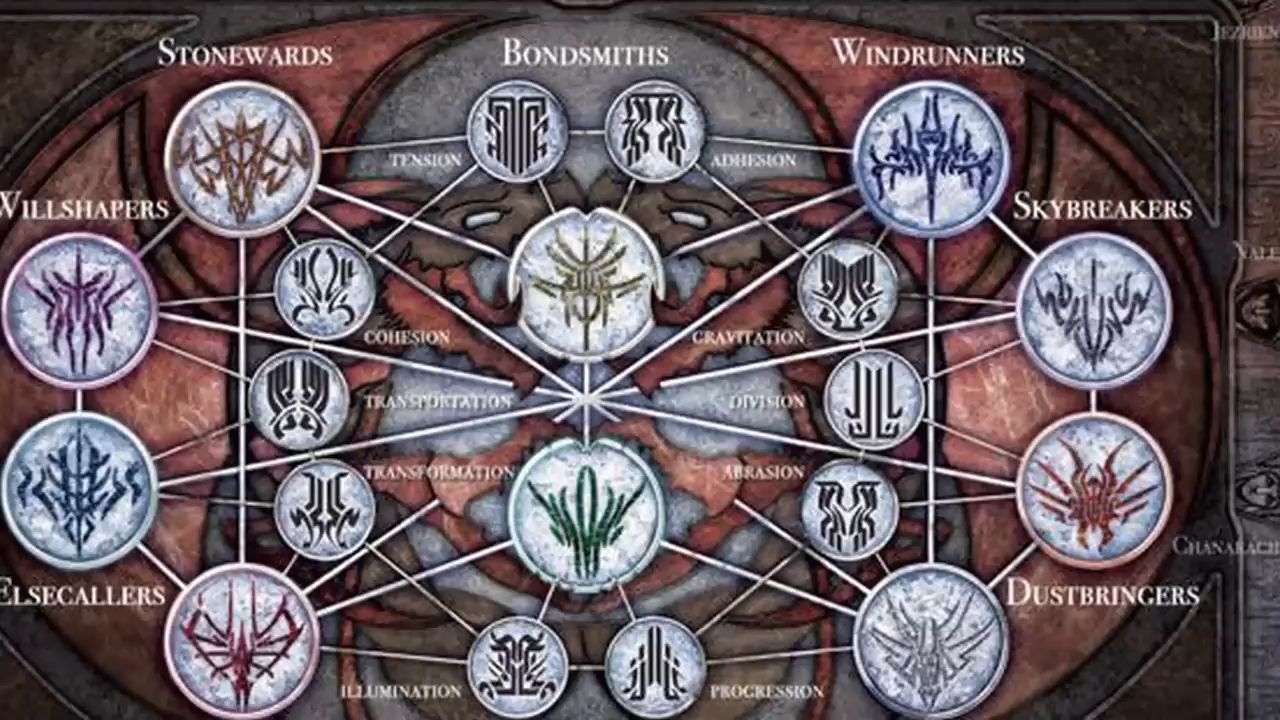 STONEWARDS
BONDSMITHS
WINDRUNNERS
TENSION
ADHESION
WILLSHAPERS
SKYBREAKERS
COHESION
GRAVITATION
TRANSPORTATION
DIVISION
TRANSFORMATION
ABRASION
ELSECALLERS
DUSTBRINGERS
ILLUMINATION
PROGRESSION